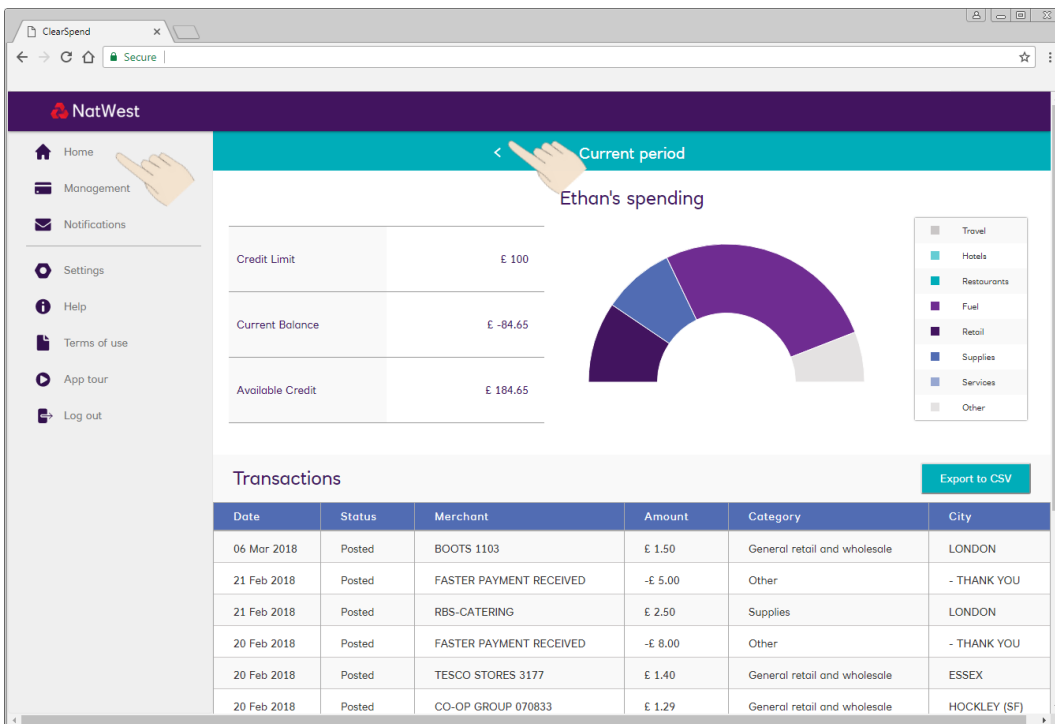 ClearSpend
Secure
NatWest
Home
Management
Notifications
Settings
Help
Terms of use
App tour
Log out
< Current period
Ethan's spending
Credit Limit £ 100
Current Balance £ -84.65
Available Credit £ 184.65
Travel
Hotels
Restaurants
Fuel
Retail
Supplies
Services
Other
Transactions
Export to CSV
Date Status Merchant Amount Category City
06 Mar 2018 Posted BOOTS 1103 £ 1.50 General retail and wholesale LONDON
21 Feb 2018 Posted FASTER PAYMENT RECEIVED -£ 5.00 Other - THANK YOU
21 Feb 2018 Posted RBS-CATERING £ 2.50 Supplies LONDON
20 Feb 2018 Posted FASTER PAYMENT RECEIVED -£ 8.00 Other - THANK YOU
20 Feb 2018 Posted TESCO STORES 3177 £ 1.40 General retail and wholesale ESSEX
20 Feb 2018 Posted CO-OP GROUP 070833 £ 1.29 General retail and wholesale HOCKLEY (SF)